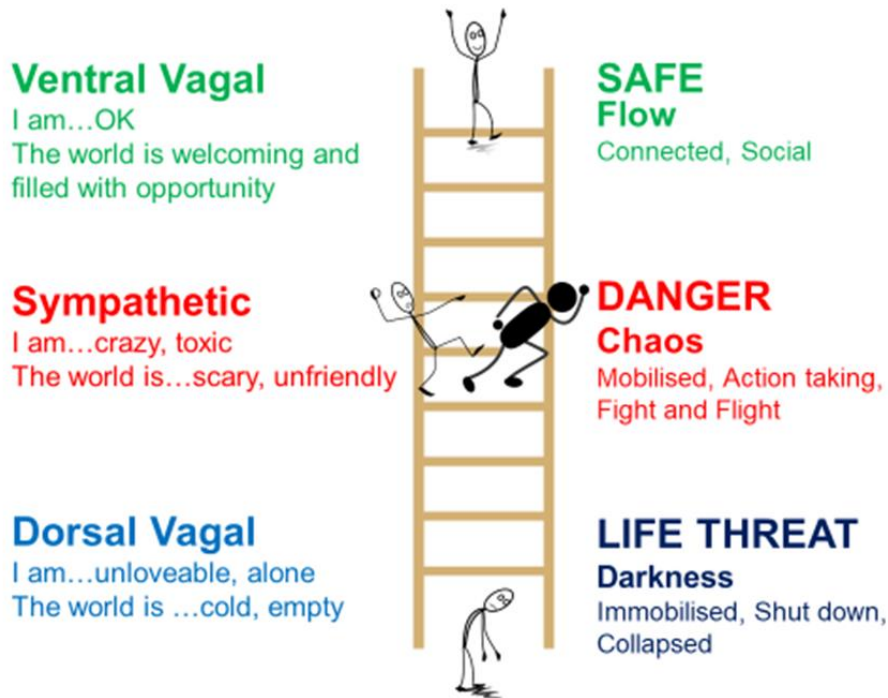 Ventral Vagal
I am...OK
The world is welcoming and
filled with opportunity
SAFE
Flow
Connected, Social
Sympathetic
I am...crazy, toxic
The world is...scary, unfriendly
DANGER
Chaos
Mobilised, Action taking,
Fight and Flight
Dorsal Vagal
I am...unloveable, alone
The world is ...cold, empty
LIFE THREAT
Darkness
Immobilised, Shut down,
Collapsed